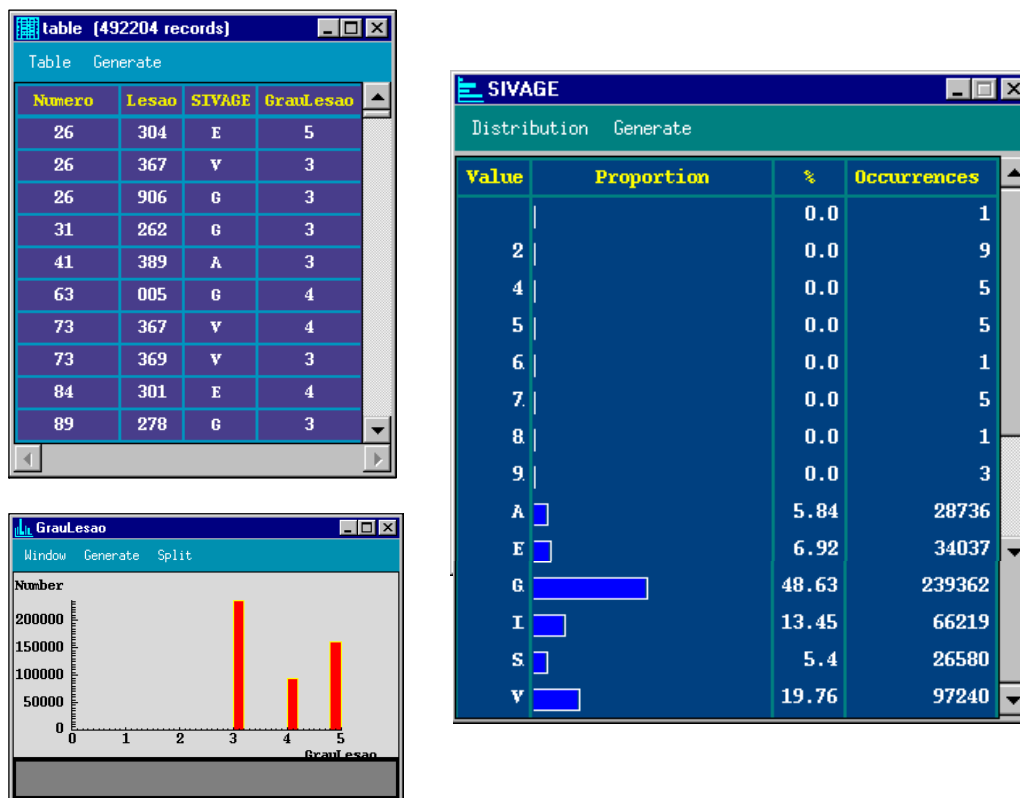 table (492204 records)
Table Generate
Numero Lesao SIVAGE GrauLesao
26 304 E 5
26 367 V 3
26 906 G 3
31 262 G 3
41 389 A 3
63 005 G 4
73 367 V 4
73 369 V 3
84 301 E 4
89 278 G 3
GrauLesao
Window Generate Split
Number
200000
150000
100000
50000
0
0 1 2 3 4 5
GrauLesao
SIVAGE
Distribution Generate
Value Proportion % Occurrences
0.0 1
2 0.0 9
4 0.0 5
5 0.0 5
6. 0.0 1
7. 0.0 5
8. 0.0 1
9. 0.0 3
A 5.84 28736
E 6.92 34037
G. 48.63 239362
I. 13.45 66219
S. 5.4 26580
V 19.76 97240